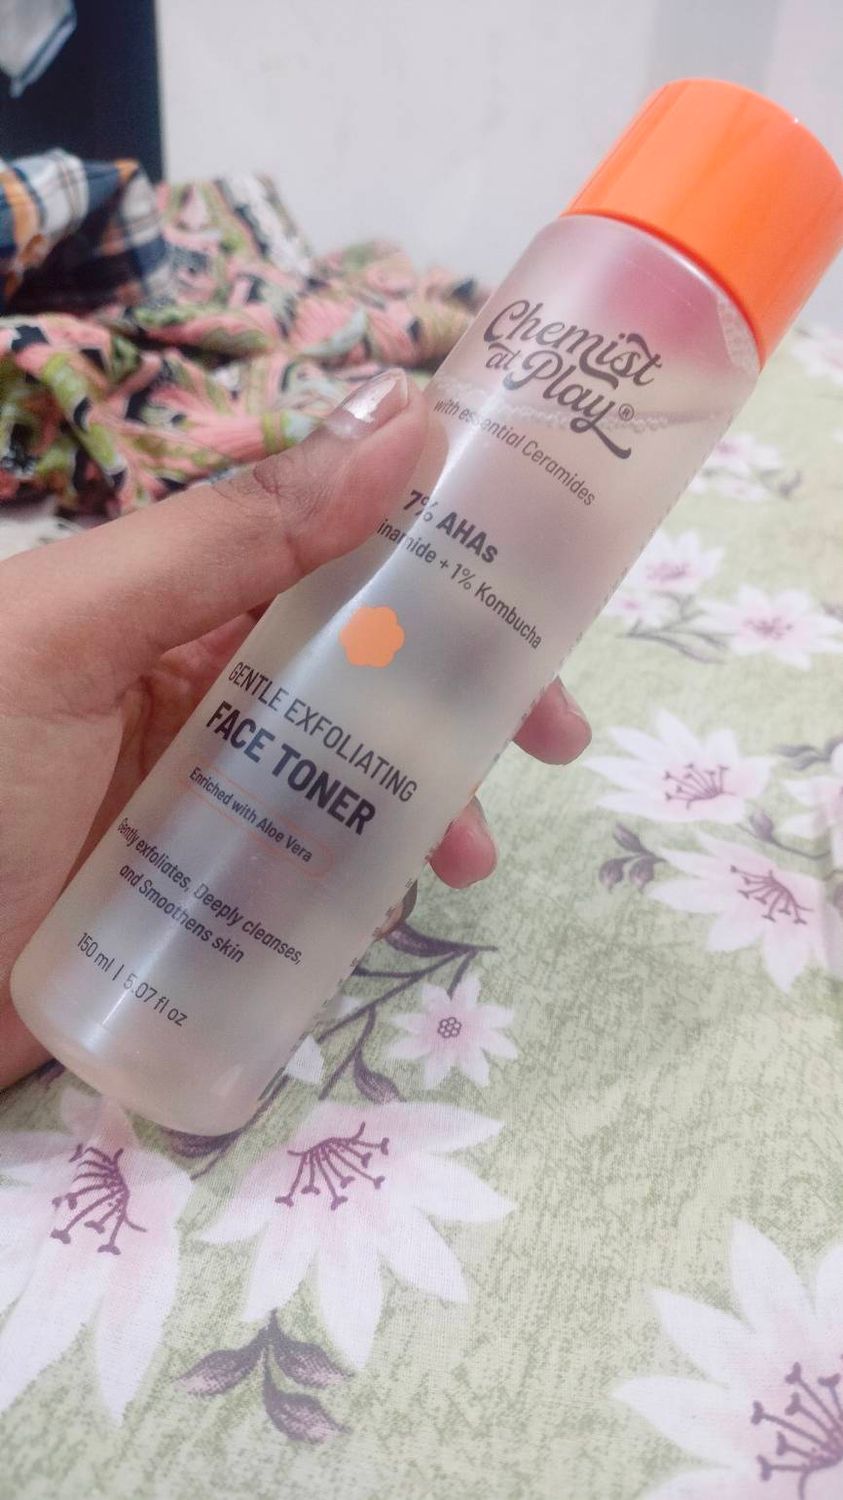 Chemist
at Play®
with essential Ceramides
7% AHAs
inamide + 1% Kombucha
GENTLE EXFOLIATING
FACE TONER
Enriched with Aloe Vera
Gently exfoliates, Deeply cleanses,
and Smoothens skin
150 ml | 5.07 fl oz